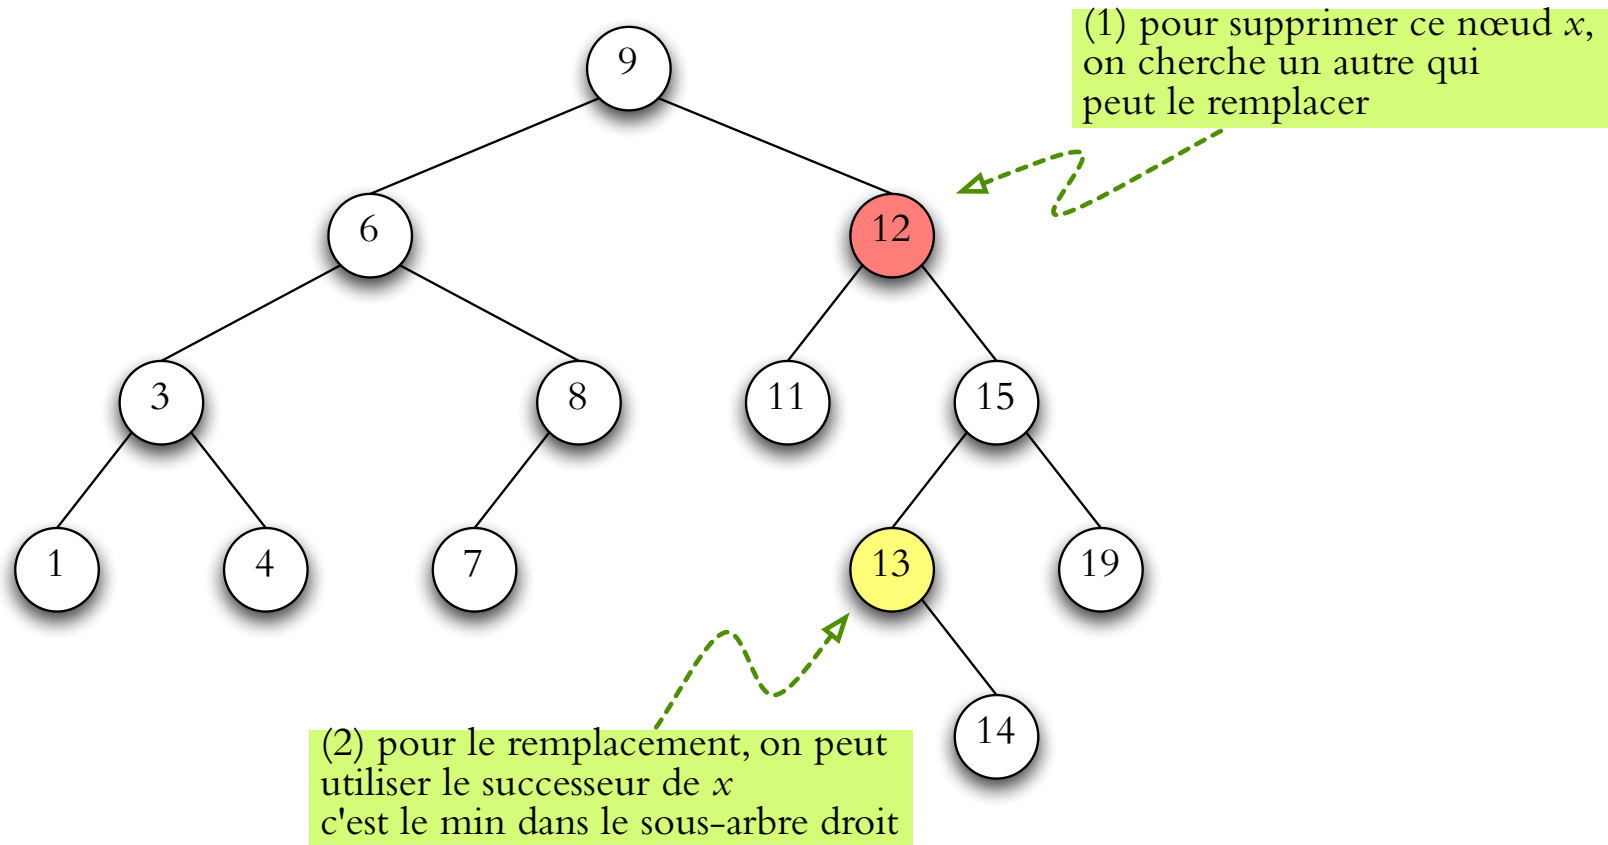 (1) pour supprimer ce nœud x,
on cherche un autre qui
peut le remplacer
9
6
12
3
8
11
15
1
4
7
13
19
14
(2) pour le remplacement, on peut
utiliser le successeur de x
c'est le min dans le sous-arbre droit